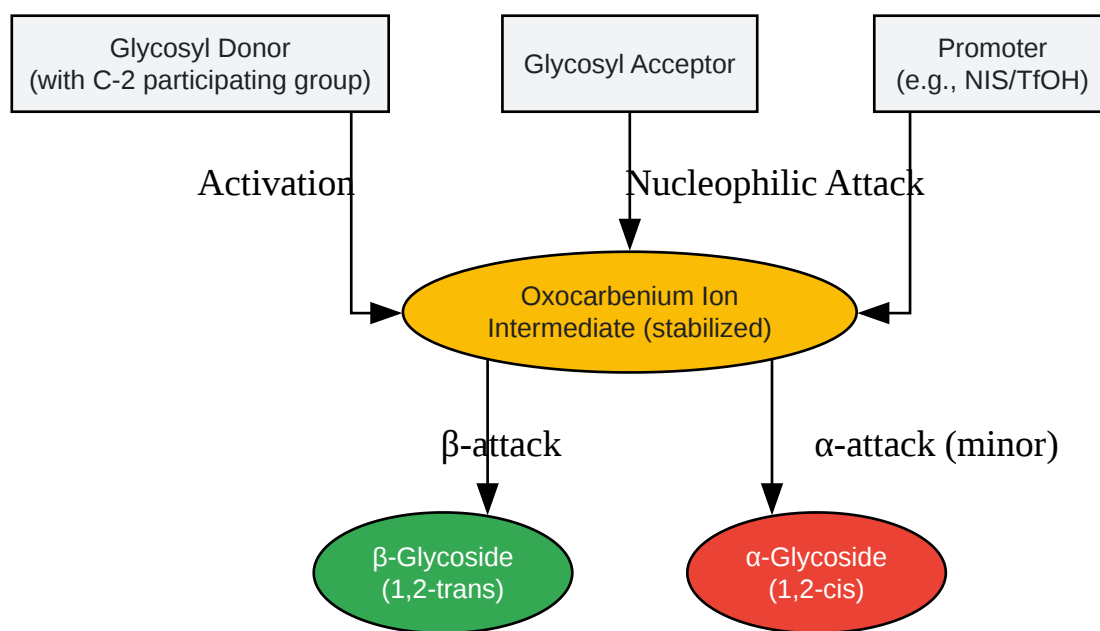 Glycosyl Donor
(with C-2 participating group)
Glycosyl Acceptor
Promoter
(e.g., NIS/TfOH)
Activation
Nucleophilic Attack
Oxocarbenium Ion
Intermediate (stabilized)
β-attack
α-attack (minor)
β-Glycoside
(1,2-trans)
α-Glycoside
(1,2-cis)